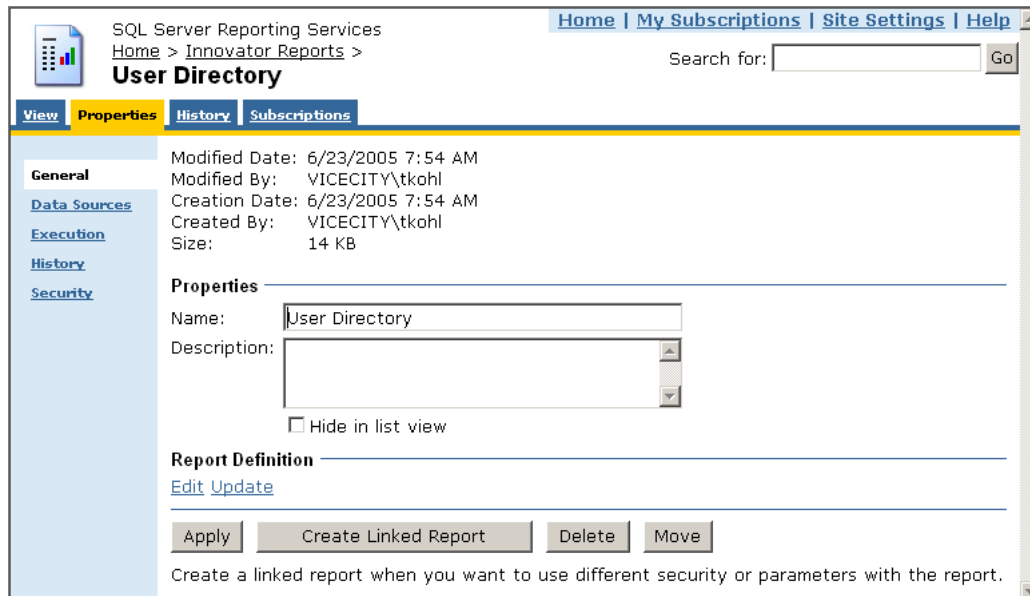 SQL Server Reporting Services
Home | My Subscriptions | Site Settings | Help
Home > Innovator Reports >
Search for: Go
User Directory
View Properties History Subscriptions
General
Data Sources
Execution
History
Security
Modified Date: 6/23/2005 7:54 AM
Modified By: VICECITY\tkohl
Creation Date: 6/23/2005 7:54 AM
Created By: VICECITY\tkohl
Size: 14 KB
Properties
Name: User Directory
Description:
Hide in list view
Report Definition
Edit Update
Apply Create Linked Report Delete Move
Create a linked report when you want to use different security or parameters with the report.